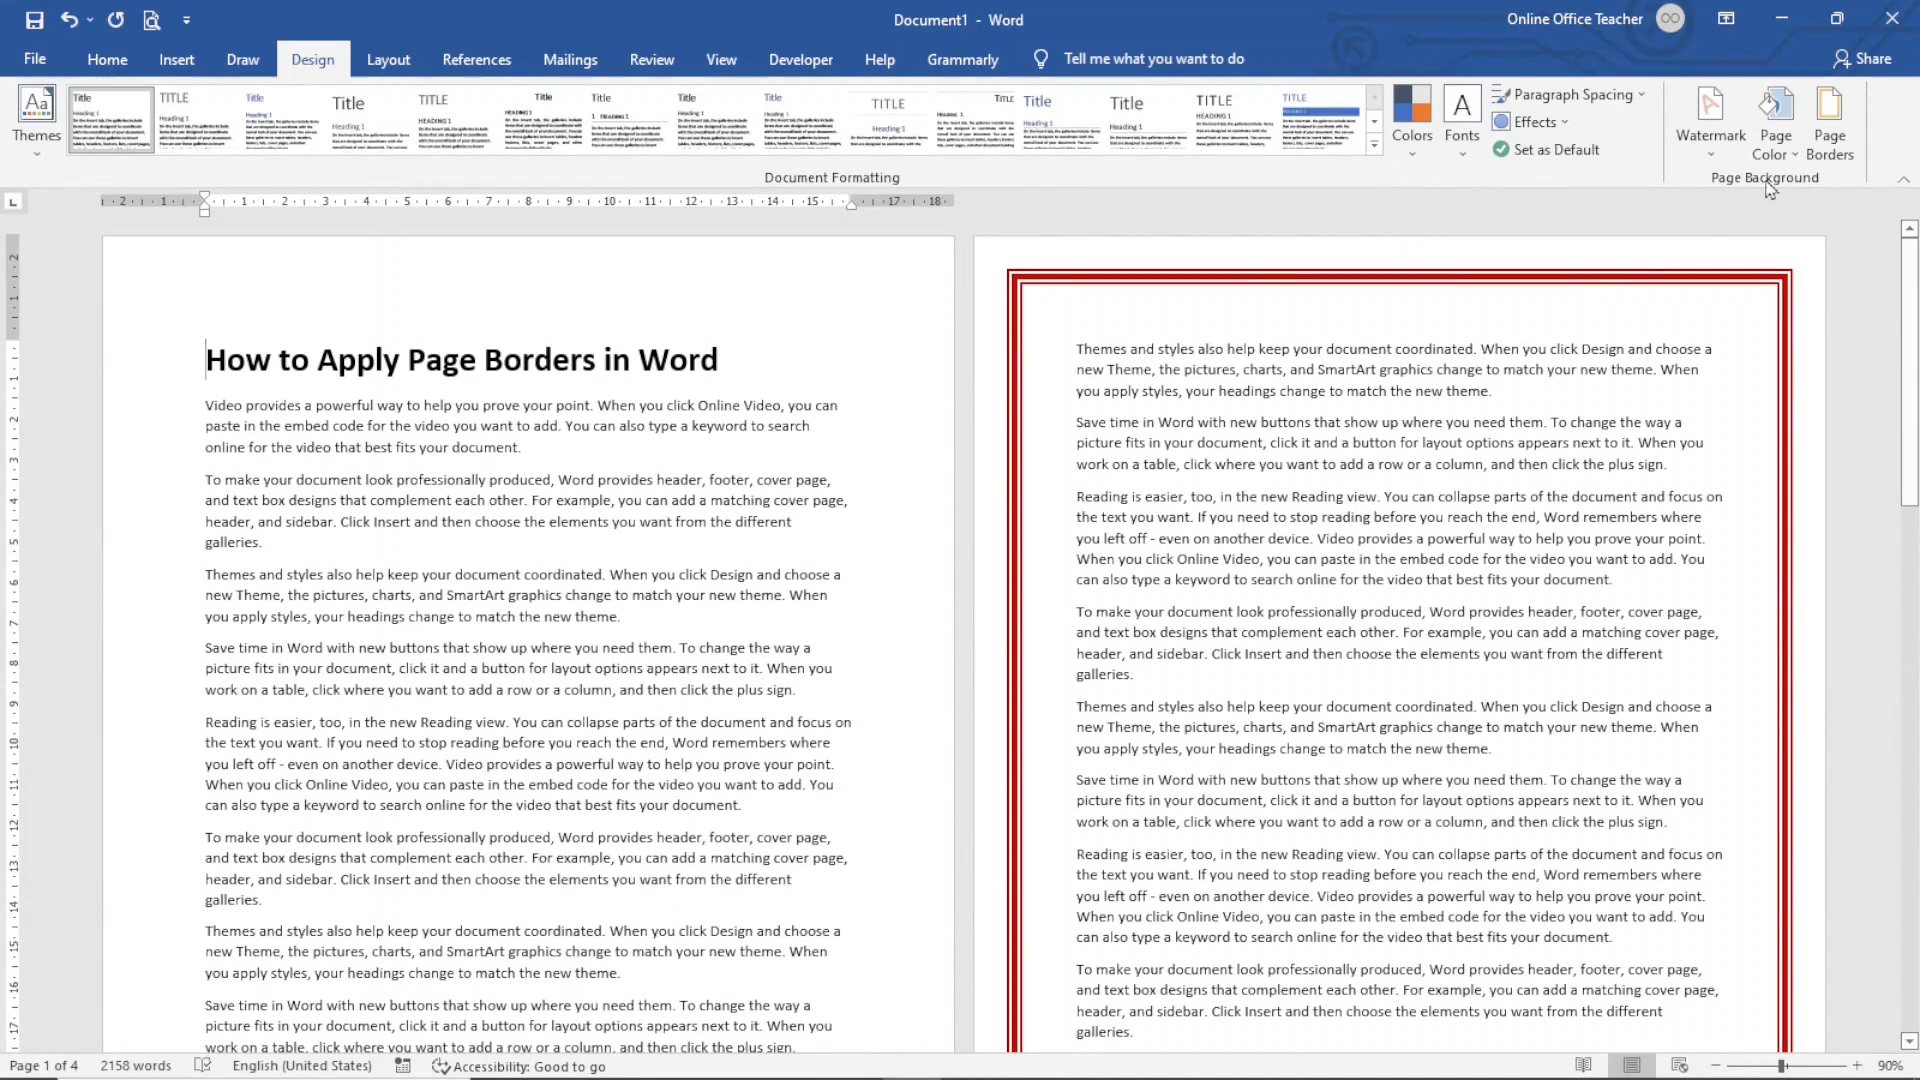 Document1 - Word
Online Office Teacher
OO
File Home Insert Draw Design Layout References Mailings Review View Developer Help Grammarly Tell me what you want to do Share
Themes
Colors
Fonts
Paragraph Spacing
Effects
Set as Default
Watermark
Page Color
Page Borders
Document Formatting
Page Background
How to Apply Page Borders in Word
Video provides a powerful way to help you prove your point. When you click Online Video, you can
paste in the embed code for the video you want to add. You can also type a keyword to search
online for the video that best fits your document.
To make your document look professionally produced, Word provides header, footer, cover page,
and text box designs that complement each other. For example, you can add a matching cover page,
header, and sidebar. Click Insert and then choose the elements you want from the different
galleries.
Themes and styles also help keep your document coordinated. When you click Design and choose a
new Theme, the pictures, charts, and SmartArt graphics change to match your new theme. When
you apply styles, your headings change to match the new theme.
Save time in Word with new buttons that show up where you need them. To change the way a
picture fits in your document, click it and a button for layout options appears next to it. When you
work on a table, click where you want to add a row or a column, and then click the plus sign.
Reading is easier, too, in the new Reading view. You can collapse parts of the document and focus on
the text you want. If you need to stop reading before you reach the end, Word remembers where
you left off - even on another device. Video provides a powerful way to help you prove your point.
When you click Online Video, you can paste in the embed code for the video you want to add. You
can also type a keyword to search online for the video that best fits your document.
To make your document look professionally produced, Word provides header, footer, cover page,
and text box designs that complement each other. For example, you can add a matching cover page,
header, and sidebar. Click Insert and then choose the elements you want from the different
galleries.
Themes and styles also help keep your document coordinated. When you click Design and choose a
new Theme, the pictures, charts, and SmartArt graphics change to match your new theme. When
you apply styles, your headings change to match the new theme.
Save time in Word with new buttons that show up where you need them. To change the way a
picture fits in your document, click it and a button for layout options appears next to it. When you
work on a table, click where you want to add a row or a column, and then click the plus sign.
Themes and styles also help keep your document coordinated. When you click Design and choose a
new Theme, the pictures, charts, and SmartArt graphics change to match your new theme. When
you apply styles, your headings change to match the new theme.
Save time in Word with new buttons that show up where you need them. To change the way a
picture fits in your document, click it and a button for layout options appears next to it. When you
work on a table, click where you want to add a row or a column, and then click the plus sign.
Reading is easier, too, in the new Reading view. You can collapse parts of the document and focus on
the text you want. If you need to stop reading before you reach the end, Word remembers where
you left off - even on another device. Video provides a powerful way to help you prove your point.
When you click Online Video, you can paste in the embed code for the video you want to add. You
can also type a keyword to search online for the video that best fits your document.
To make your document look professionally produced, Word provides header, footer, cover page,
and text box designs that complement each other. For example, you can add a matching cover page,
header, and sidebar. Click Insert and then choose the elements you want from the different
galleries.
Themes and styles also help keep your document coordinated. When you click Design and choose a
new Theme, the pictures, charts, and SmartArt graphics change to match your new theme. When
you apply styles, your headings change to match the new theme.
Save time in Word with new buttons that show up where you need them. To change the way a
picture fits in your document, click it and a button for layout options appears next to it. When you
work on a table, click where you want to add a row or a column, and then click the plus sign.
Reading is easier, too, in the new Reading view. You can collapse parts of the document and focus on
the text you want. If you need to stop reading before you reach the end, Word remembers where
you left off - even on another device. Video provides a powerful way to help you prove your point.
When you click Online Video, you can paste in the embed code for the video you want to add. You
can also type a keyword to search online for the video that best fits your document.
To make your document look professionally produced, Word provides header, footer, cover page,
and text box designs that complement each other. For example, you can add a matching cover page,
header, and sidebar. Click Insert and then choose the elements you want from the different
galleries.
Page 1 of 4 2158 words English (United States) Accessibility: Good to go 90%